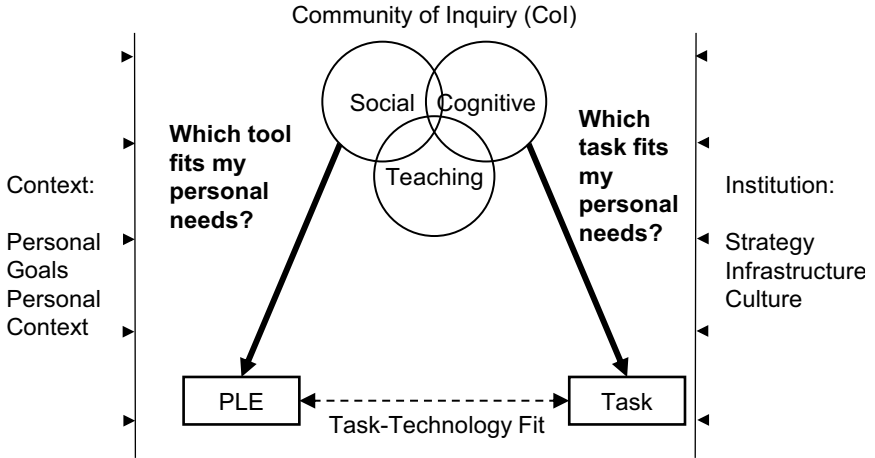 Community of Inquiry (CoI)
Social
Cognitive
Teaching
Which tool
fits my
personal
needs?
Which
task fits
my
personal
needs?
Context:
Personal
Goals
Personal
Context
Institution:
Strategy
Infrastructure
Culture
PLE
Task
Task-Technology Fit